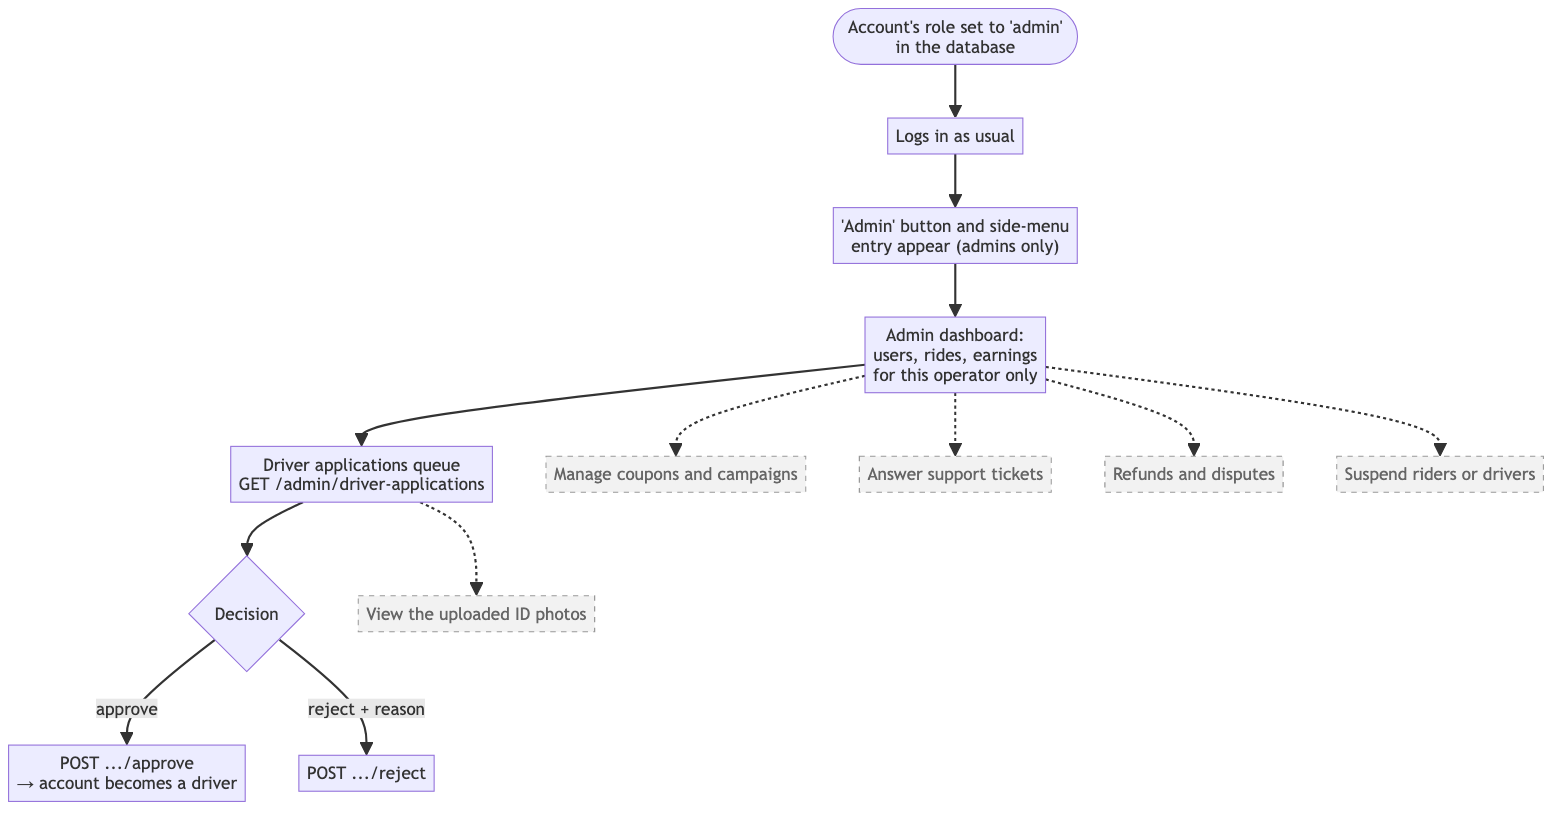 Account's role set to 'admin'
in the database
Logs in as usual
'Admin' button and side-menu
entry appear (admins only)
Admin dashboard:
users, rides, earnings
for this operator only
Driver applications queue
GET /admin/driver-applications
Manage coupons and campaigns
Answer support tickets
Refunds and disputes
Suspend riders or drivers
Decision
View the uploaded ID photos
approve
reject + reason
POST .../approve
→ account becomes a driver
POST .../reject